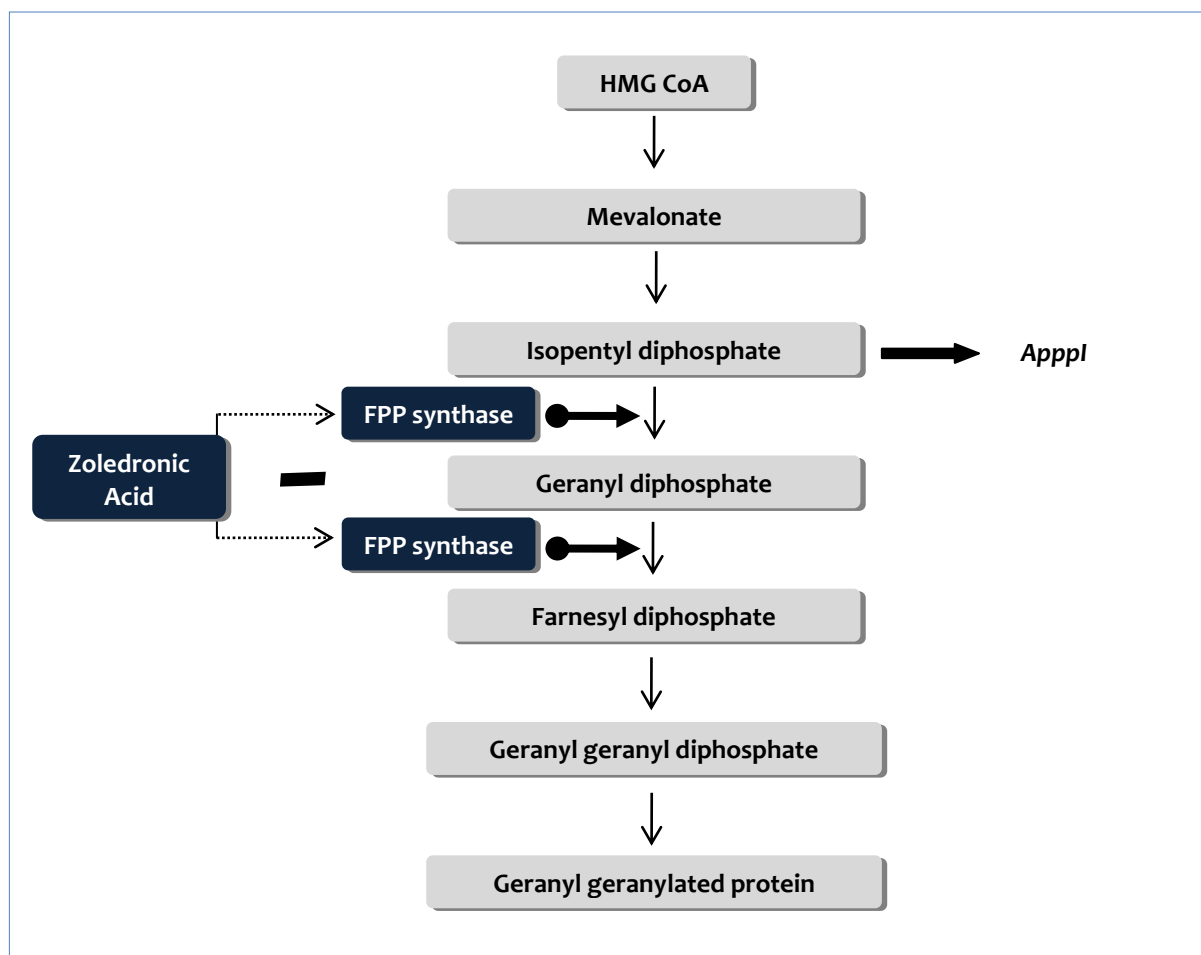 HMG CoA
Mevalonate
Isopentyl diphosphate
ApppI
FPP synthase
Zoledronic
Acid
Geranyl diphosphate
FPP synthase
Farnesyl diphosphate
Geranyl geranyl diphosphate
Geranyl geranylated protein